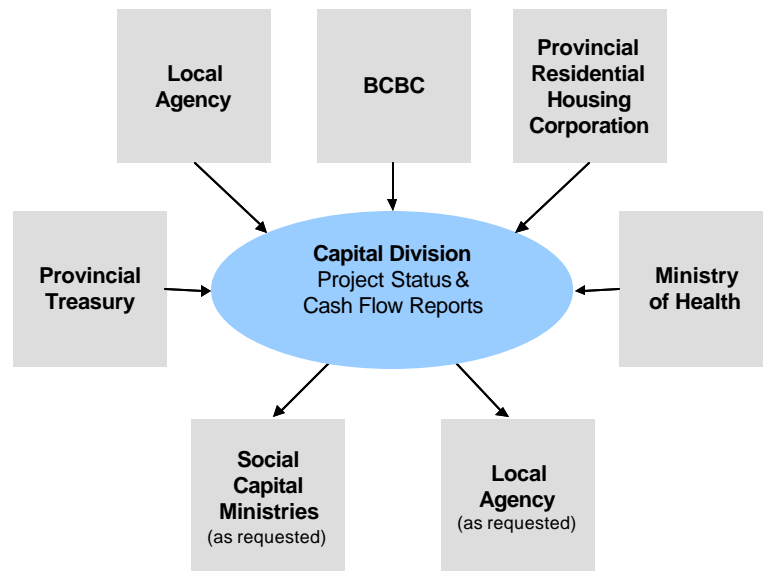 Local
Agency
BCBC
Provincial
Residential
Housing
Corporation
Provincial
Treasury
Capital Division
Project Status &
Cash Flow Reports
Ministry
of Health
Social
Capital
Ministries
(as requested)
Local
Agency
(as requested)